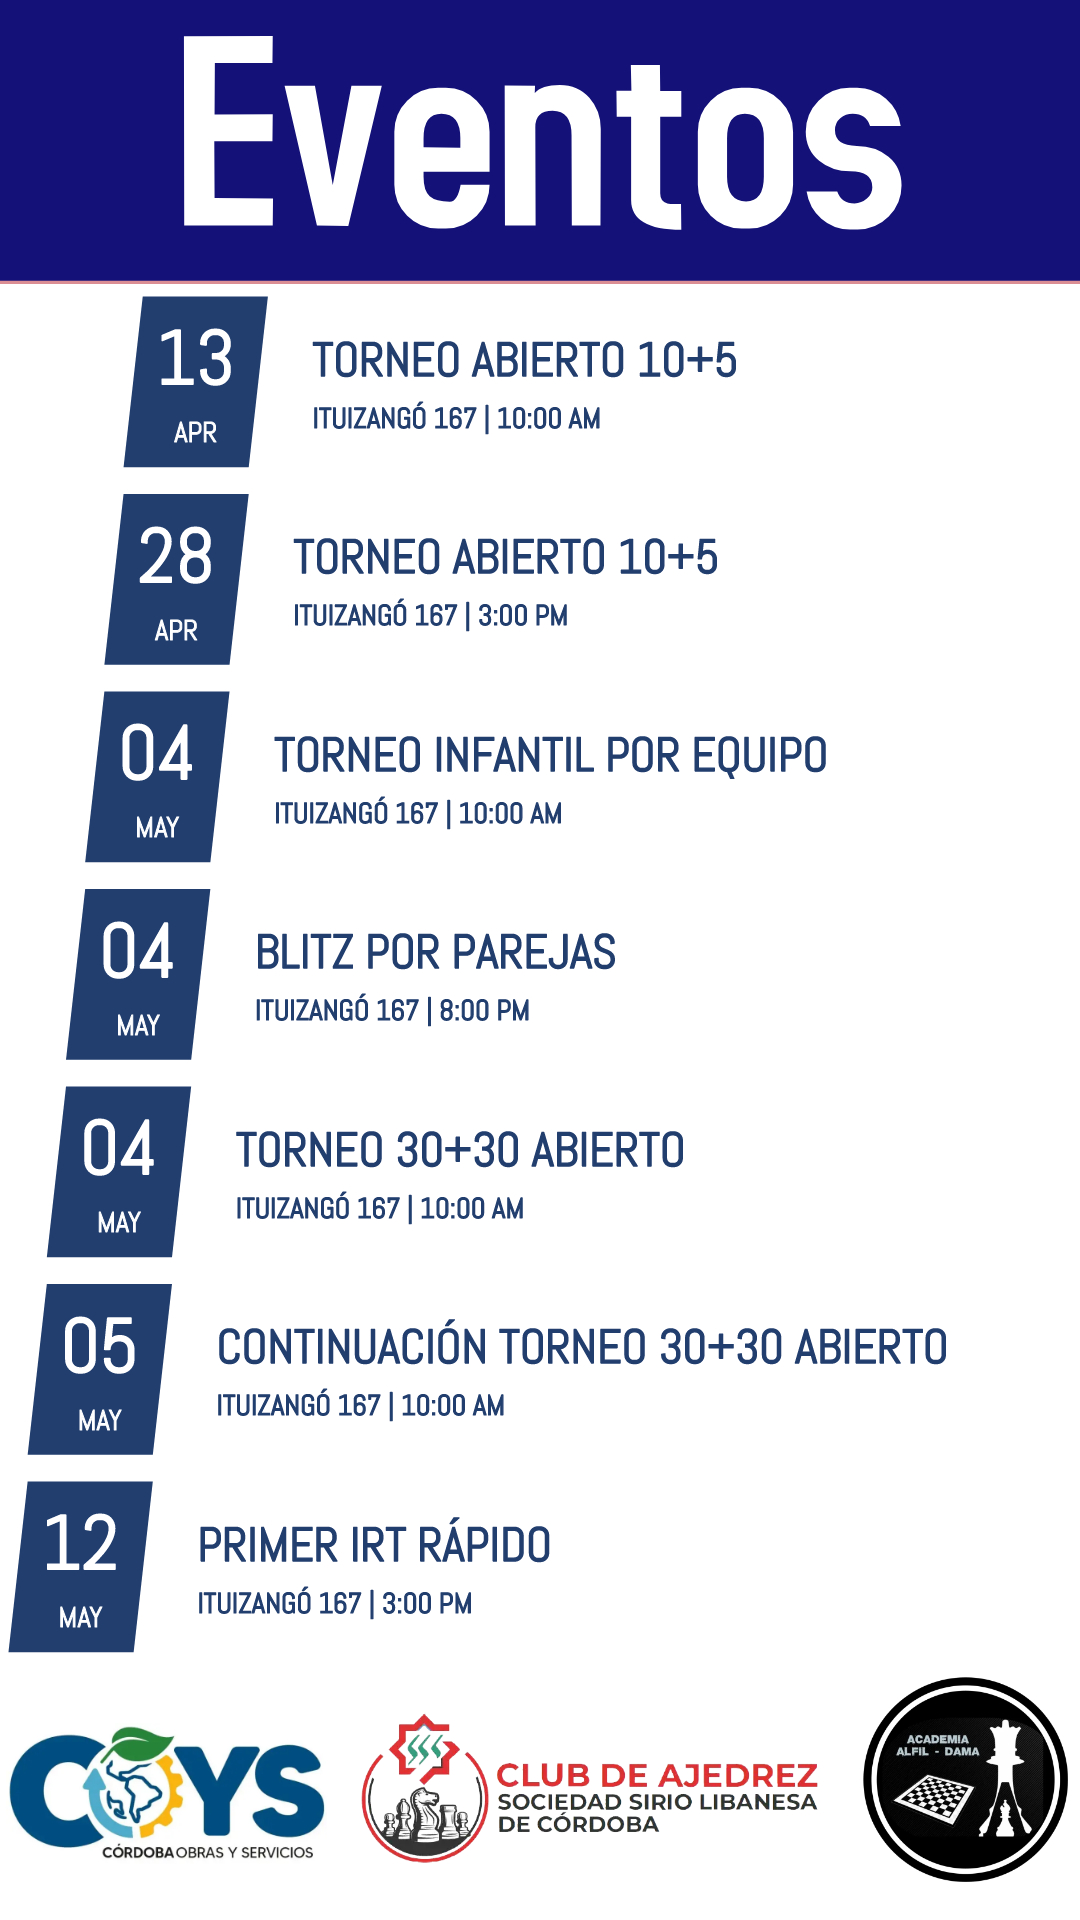 Eventos
13
APR
TORNEO ABIERTO 10+5
ITUIZANGÓ 167 | 10:00 AM
28
APR
TORNEO ABIERTO 10+5
ITUIZANGÓ 167 | 3:00 PM
04
MAY
TORNEO INFANTIL POR EQUIPO
ITUIZANGÓ 167 | 10:00 AM
04
MAY
BLITZ POR PAREJAS
ITUIZANGÓ 167 | 8:00 PM
04
MAY
TORNEO 30+30 ABIERTO
ITUIZANGÓ 167 | 10:00 AM
05
MAY
CONTINUACIÓN TORNEO 30+30 ABIERTO
ITUIZANGÓ 167 | 10:00 AM
12
MAY
PRIMER IRT RÁPIDO
ITUIZANGÓ 167 | 3:00 PM
COYS
CÓRDOBA OBRAS Y SERVICIOS
CLUB DE AJEDREZ
SOCIEDAD SIRIO LIBANESA
DE CÓRDOBA
ACADEMIA
ALFIL - DAMA